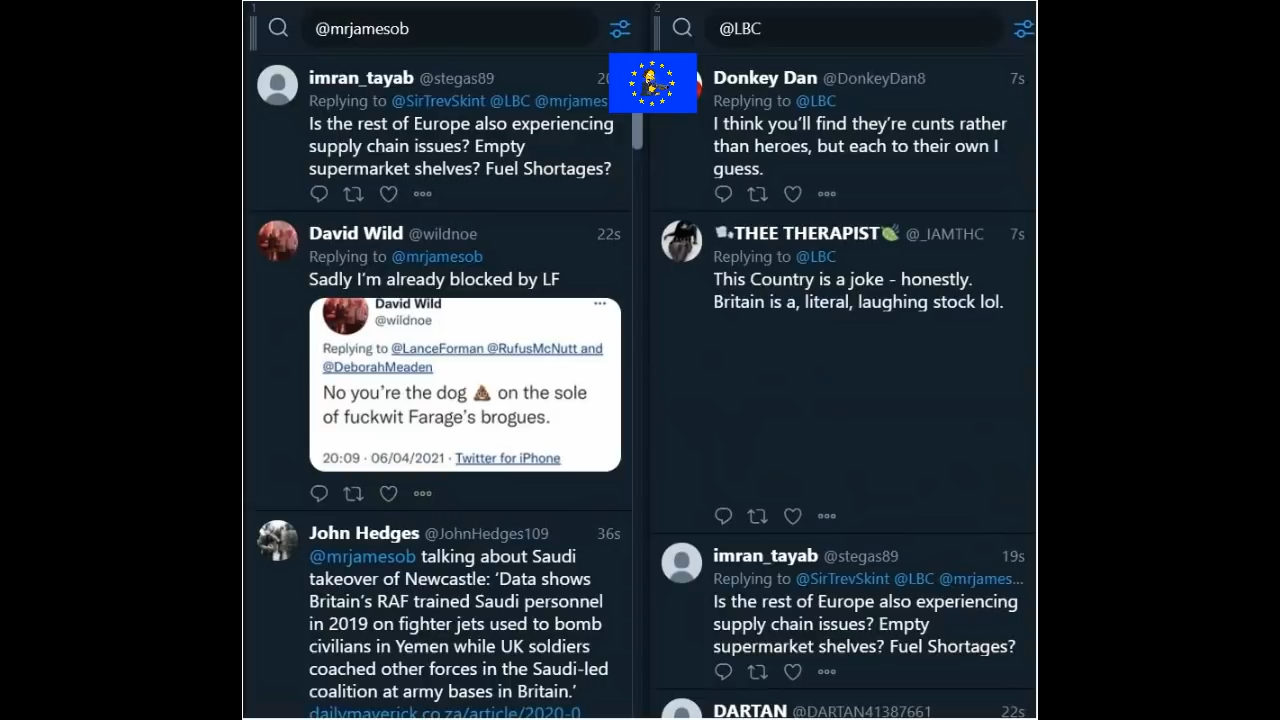 1
@mrjamesob
imran_tayab @stegas89
Replying to @SirTrevSkint @LBC @mrjames
Is the rest of Europe also experiencing
supply chain issues? Empty
supermarket shelves? Fuel Shortages?
David Wild @wildnoe 22s
Replying to @mrjamesob
Sadly I'm already blocked by LF
David Wild
@wildnoe
Replying to @LanceForman @RufusMcNutt and
@DeborahMeaden
No you're the dog 💩 on the sole
of fuckwit Farage's brogues.
20:09 · 06/04/2021 · Twitter for iPhone
John Hedges @JohnHedges109 36s
@mrjamesob talking about Saudi
takeover of Newcastle: 'Data shows
Britain's RAF trained Saudi personnel
in 2019 on fighter jets used to bomb
civilians in Yemen while UK soldiers
coached other forces in the Saudi-led
coalition at army bases in Britain.'
dailymaverick.co.za/article/2020-0
2
@LBC
Donkey Dan @DonkeyDan8 7s
Replying to @LBC
I think you'll find they're cunts rather
than heroes, but each to their own I
guess.
THEE THERAPIST @_IAMTHC 7s
Replying to @LBC
This Country is a joke - honestly.
Britain is a, literal, laughing stock lol.
imran_tayab @stegas89 19s
Replying to @SirTrevSkint @LBC @mrjames...
Is the rest of Europe also experiencing
supply chain issues? Empty
supermarket shelves? Fuel Shortages?
DARTAN @DARTAN41387661 22s